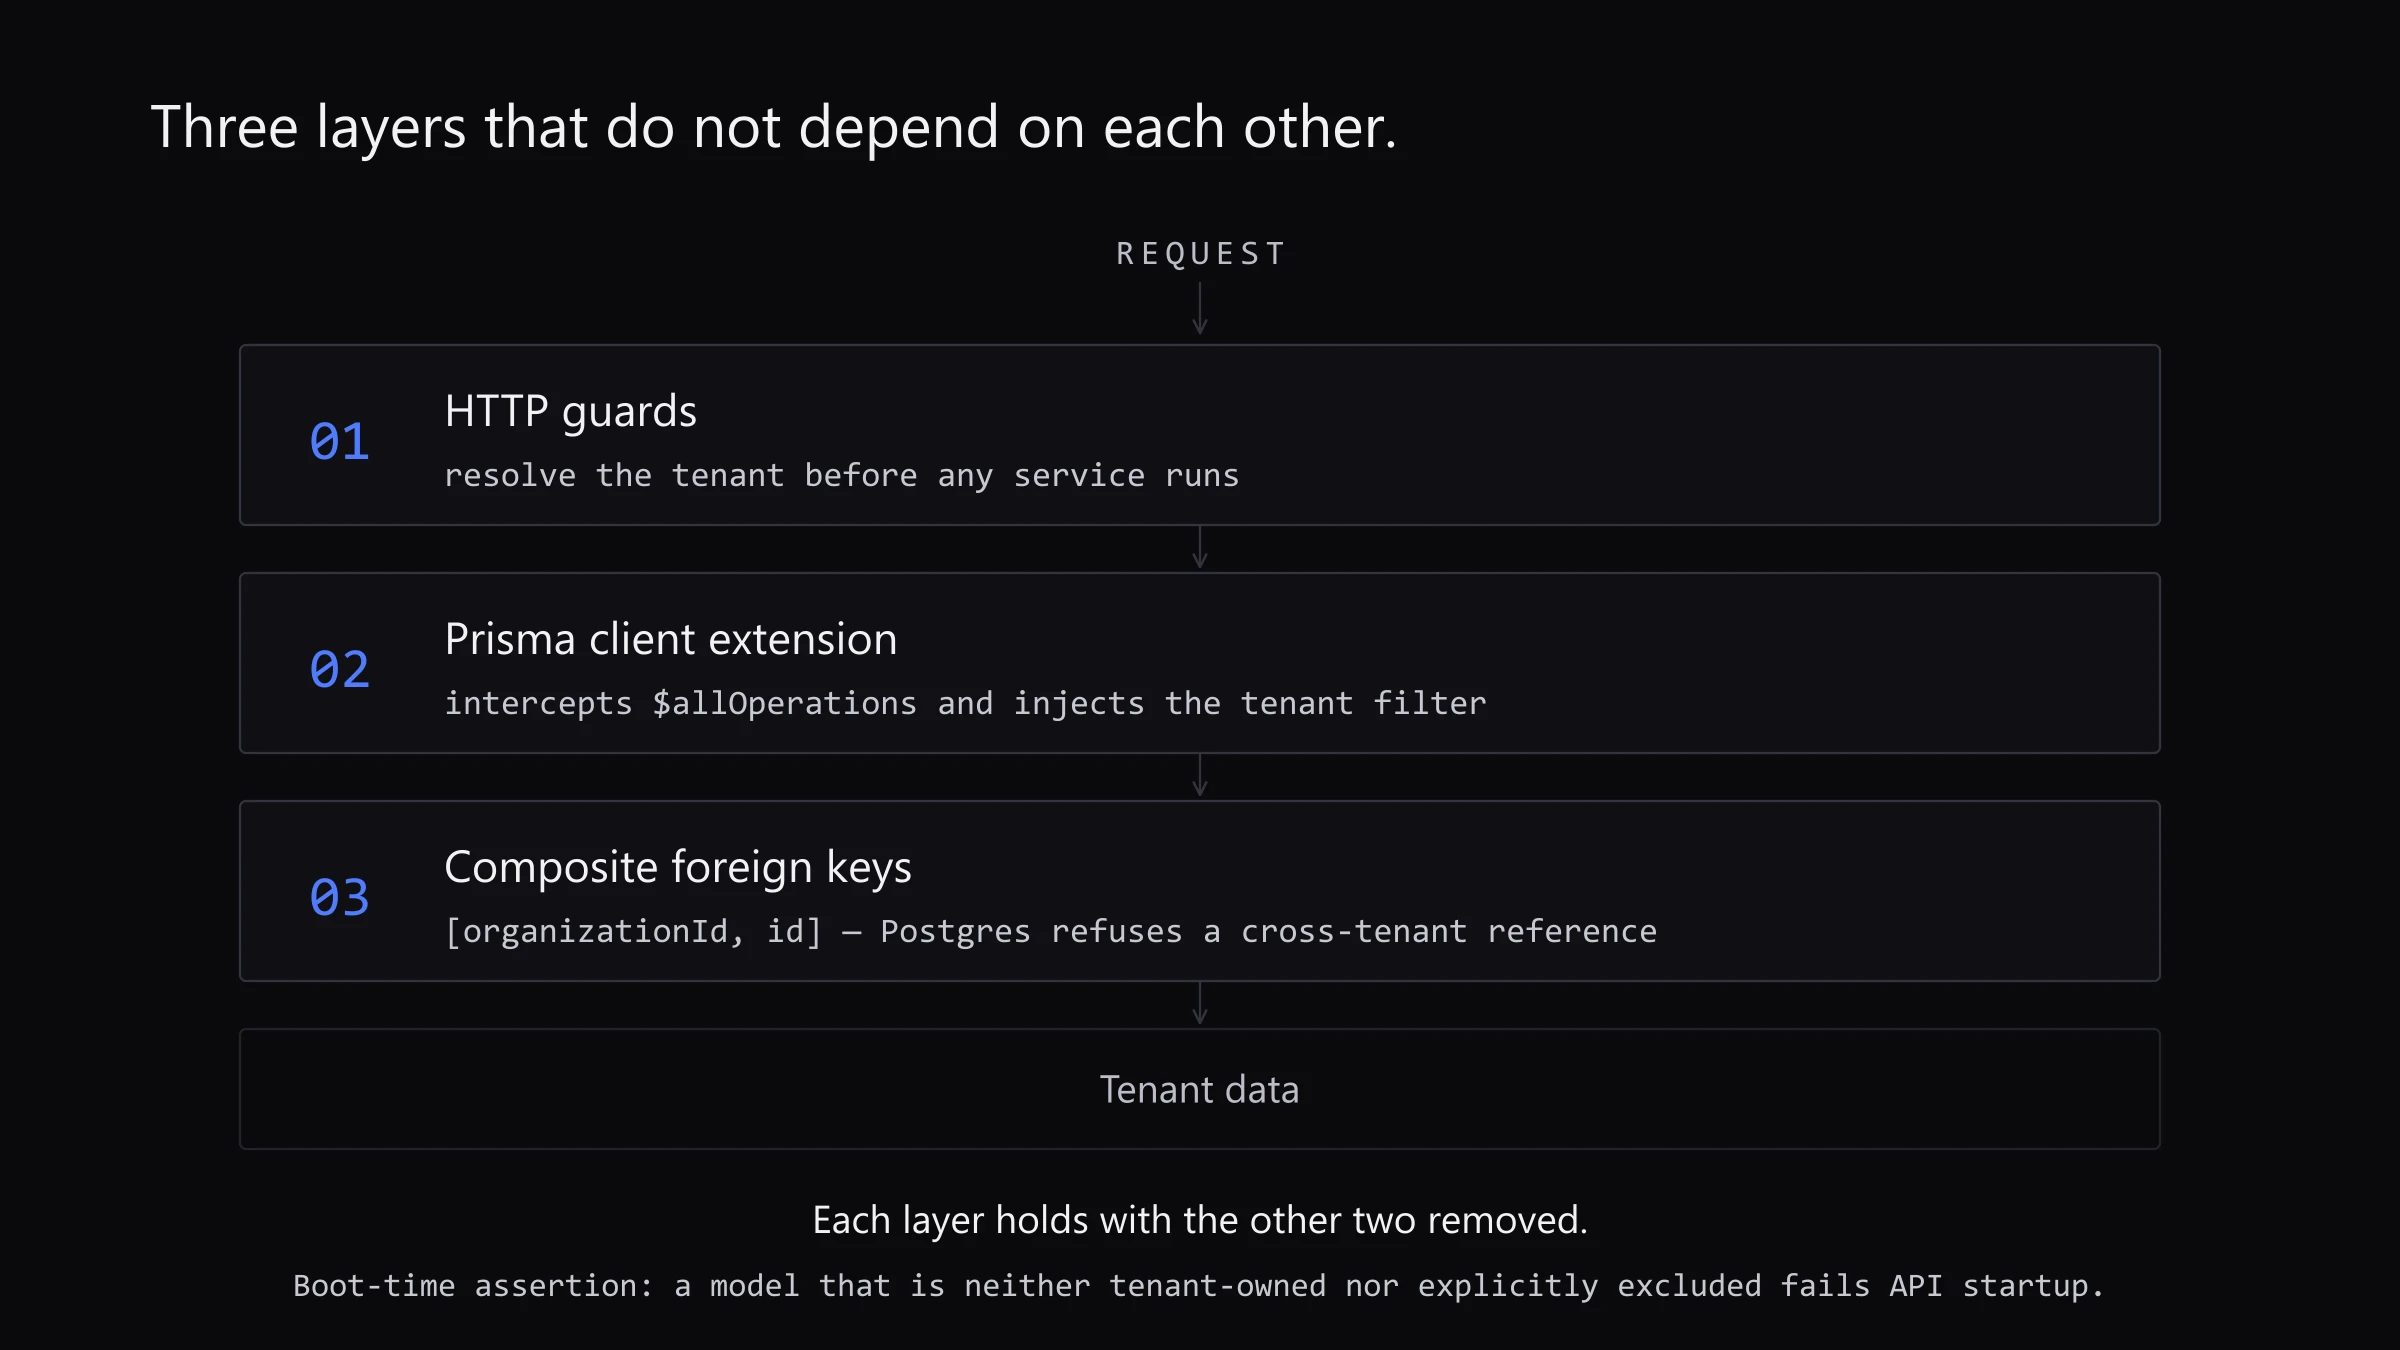 Three layers that do not depend on each other.
REQUEST
01
HTTP guards
resolve the tenant before any service runs
02
Prisma client extension
intercepts $allOperations and injects the tenant filter
03
Composite foreign keys
[organizationId, id] — Postgres refuses a cross-tenant reference
Tenant data
Each layer holds with the other two removed.
Boot-time assertion: a model that is neither tenant-owned nor explicitly excluded fails API startup.